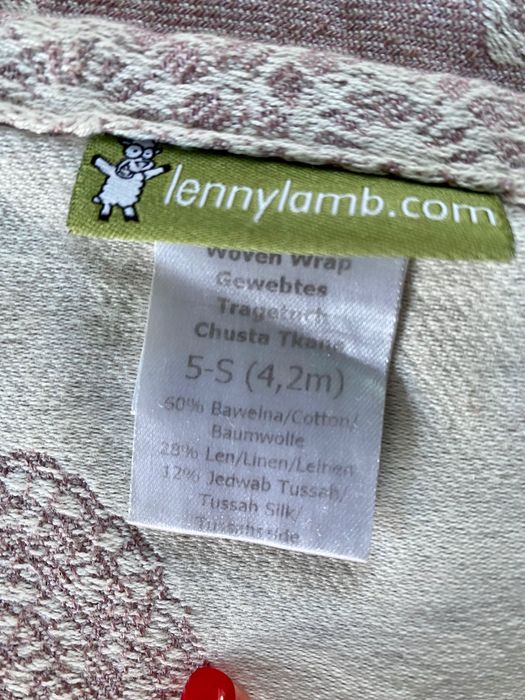 lennylamb.com
Woven Wrap
Gewebtes
Tragetuch
Chusta Tkana
5-S (4,2m)
60% Bawełna/Cotton/
Baumwolle
28% Len/Linen/Leinen
12% Jedwab Tussah/
Tussah Silk/
Tussahseide